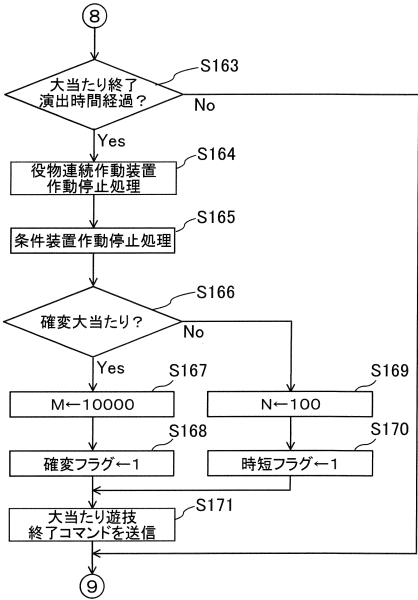 ⑧
大当たり終了
演出時間経過？
S163
No
Yes
役物連続作動装置
作動停止処理
S164
条件装置作動停止処理
S165
確変大当たり？
S166
No
Yes
M←10000
S167
N←100
S169
確変フラグ←1
S168
時短フラグ←1
S170
大当たり遊技
終了コマンドを送信
S171
⑨